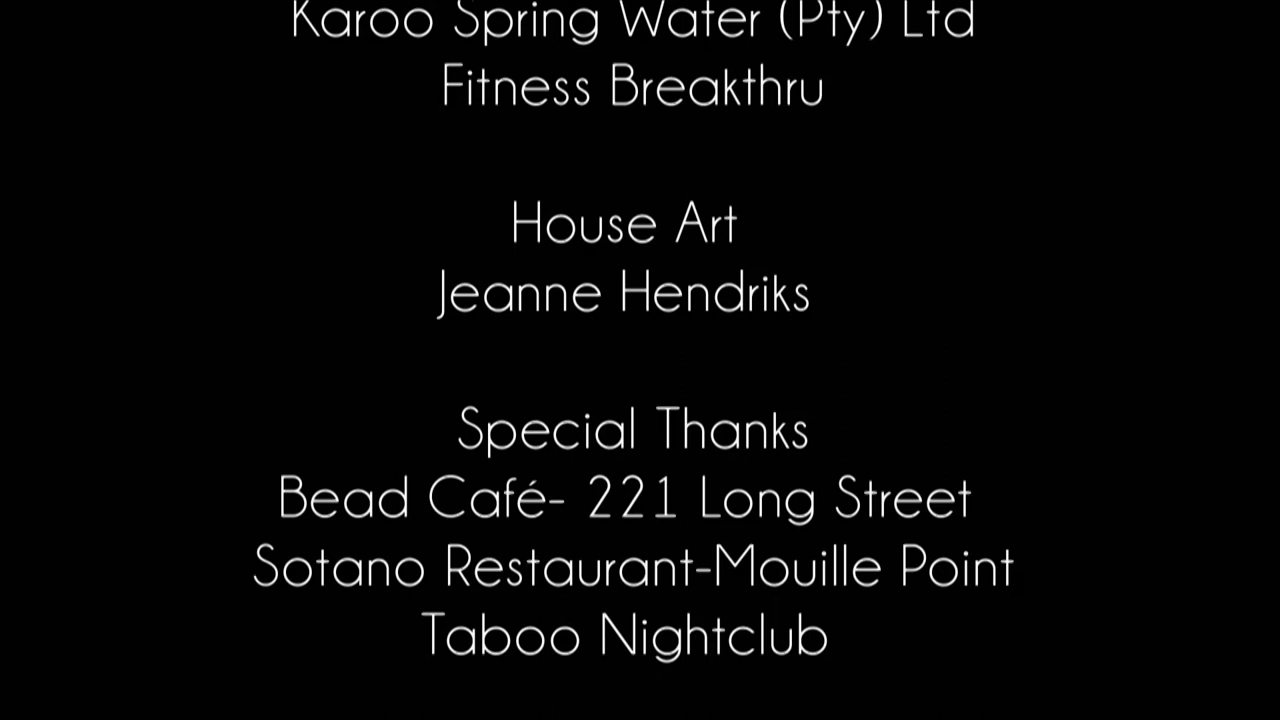 Karoo Spring Water (Pty) Ltd
Fitness Breakthru
House Art
Jeanne Hendriks
Special Thanks
Bead Café- 221 Long Street
Sotano Restaurant-Mouille Point
Taboo Nightclub